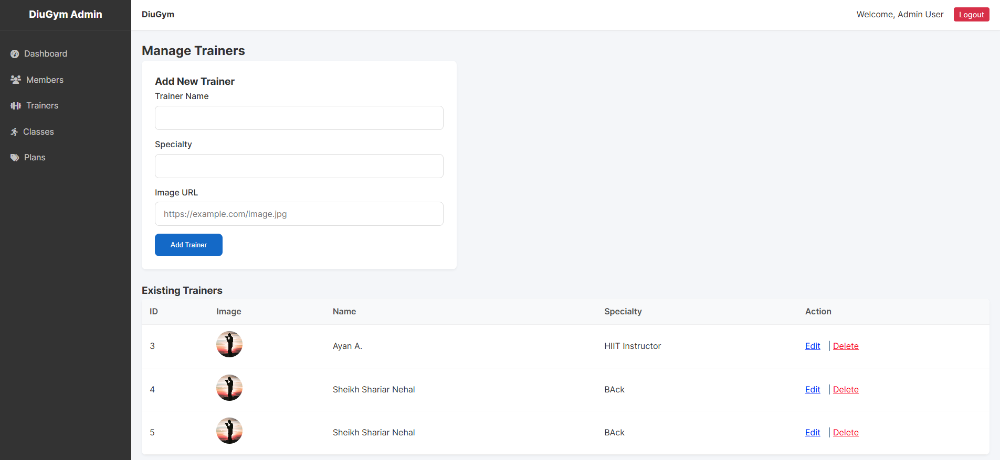 DiuGym Admin
DiuGym
Welcome, Admin User
Logout
Dashboard
Members
Trainers
Classes
Plans
Manage Trainers
Add New Trainer
Trainer Name
Specialty
Image URL
https://example.com/image.jpg
Add Trainer
Existing Trainers
ID Image Name Specialty Action
3 Ayan A. HIIT Instructor Edit | Delete
4 Sheikh Shariar Nehal BAck Edit | Delete
5 Sheikh Shariar Nehal BAck Edit | Delete